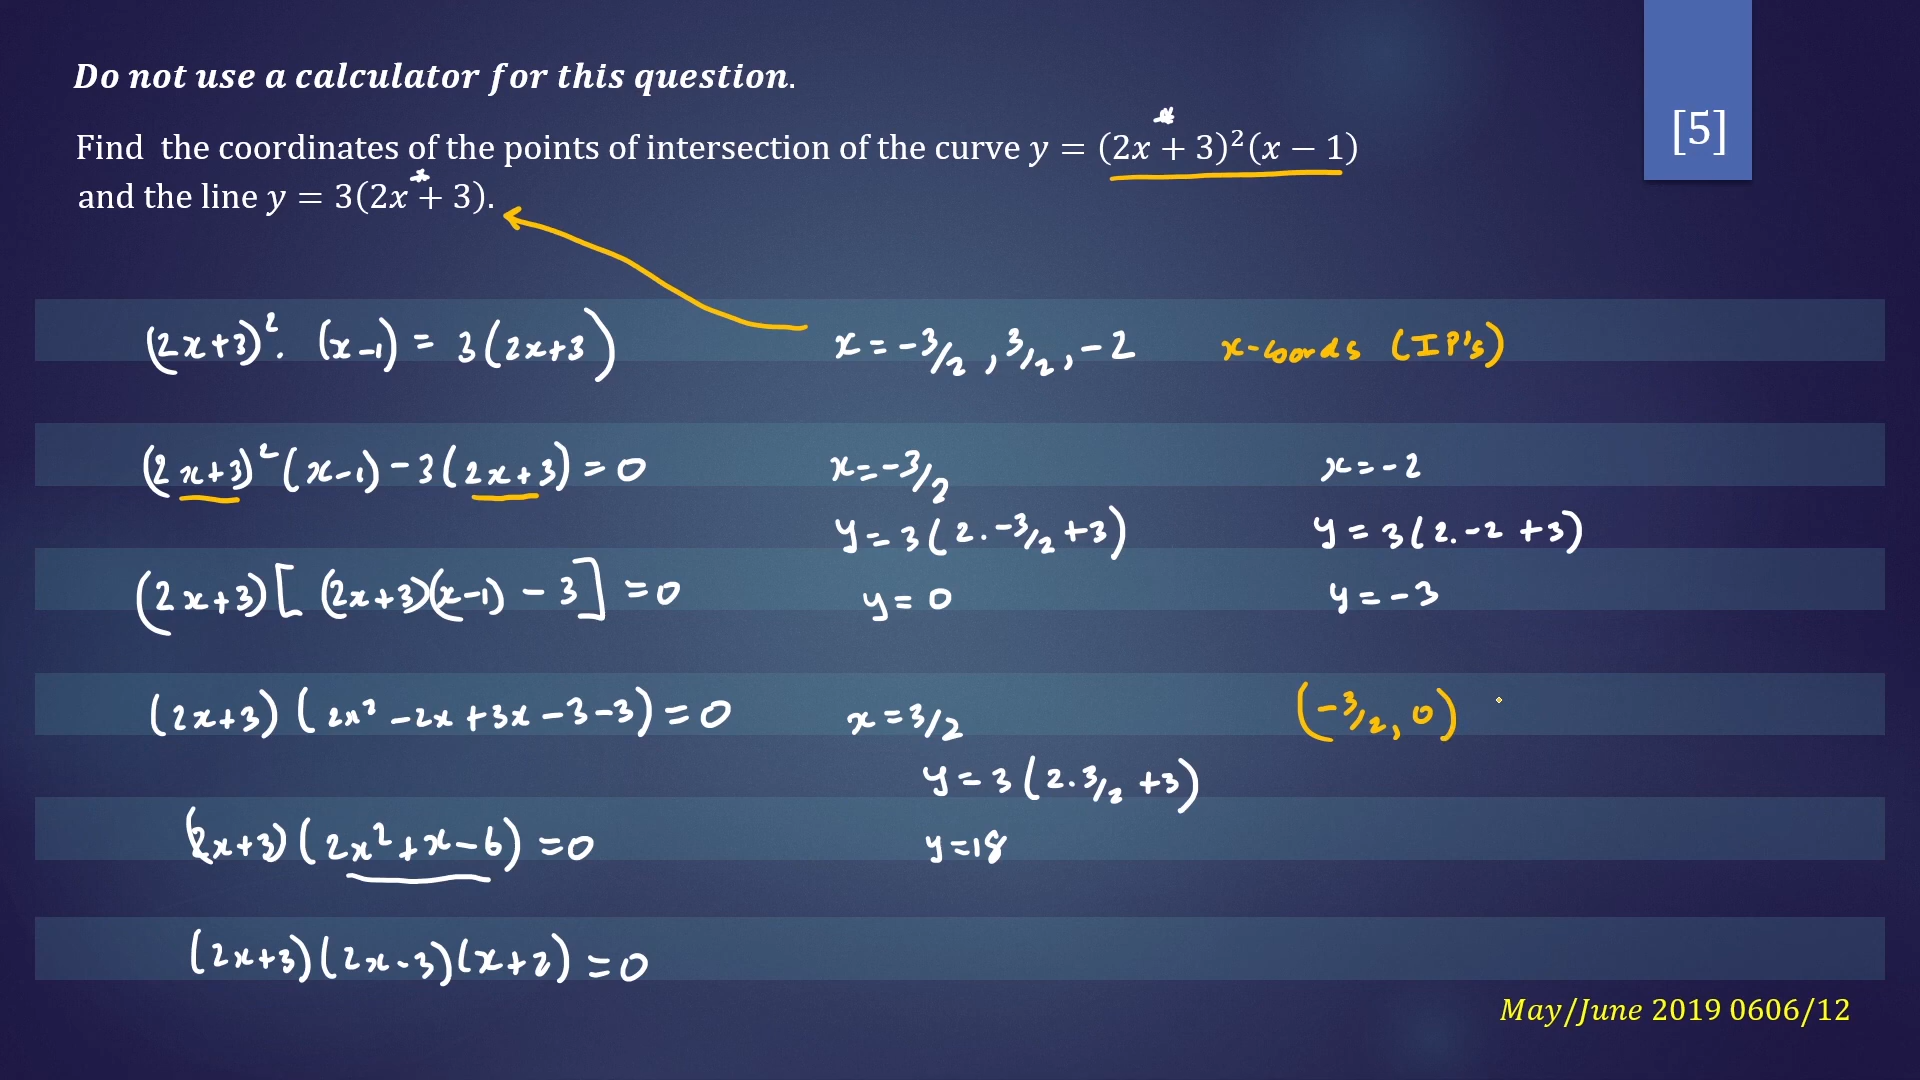 Do not use a calculator for this question.
[5]
Find the coordinates of the points of intersection of the curve y = (2x + 3)²(x − 1)
and the line y = 3(2x + 3).
(2x+3)². (x-1) = 3(2x+3)
(2x+3)²(x-1) - 3(2x+3) = 0
(2x+3)[(2x+3)(x-1) - 3] = 0
(2x+3)(2x² -2x +3x -3-3) = 0
(2x+3)(2x²+x-6) = 0
(2x+3)(2x-3)(x+2) = 0
x = -3/2, 3/2, -2 x-coords (IP's)
x = -3/2
y = 3(2. -3/2 +3)
y = 0
x = 3/2
y = 3(2. 3/2 +3)
y = 18
x = -2
y = 3(2. -2 +3)
y = -3
(-3/2, 0)
May/June 2019 0606/12